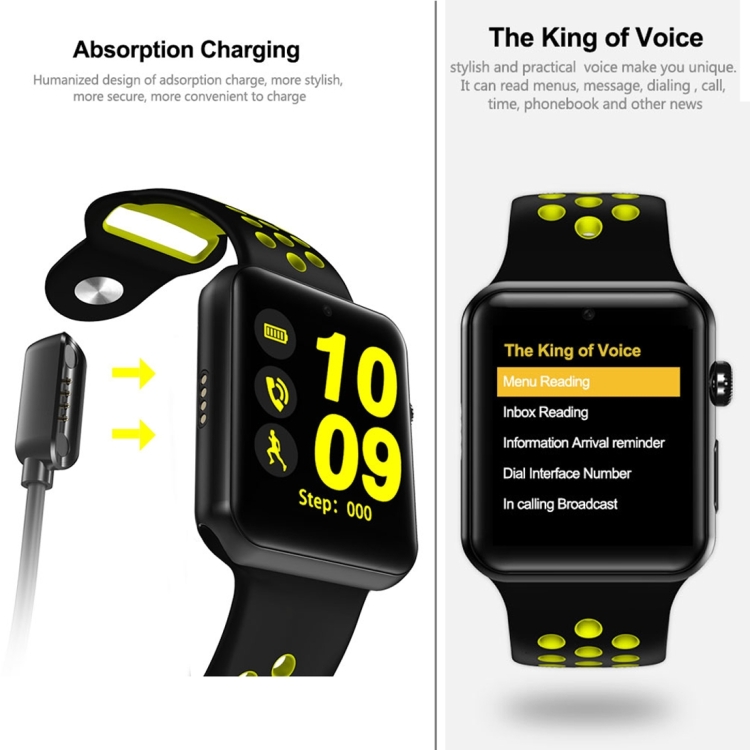 Absorption Charging
Humanized design of adsorption charge, more stylish,
more secure, more convenient to charge
10
09
Step: 000
The King of Voice
stylish and practical voice make you unique.
It can read menus, message, dialing , call,
time, phonebook and other news
The King of Voice
Menu Reading
Inbox Reading
Information Arrival reminder
Dial Interface Number
In calling Broadcast